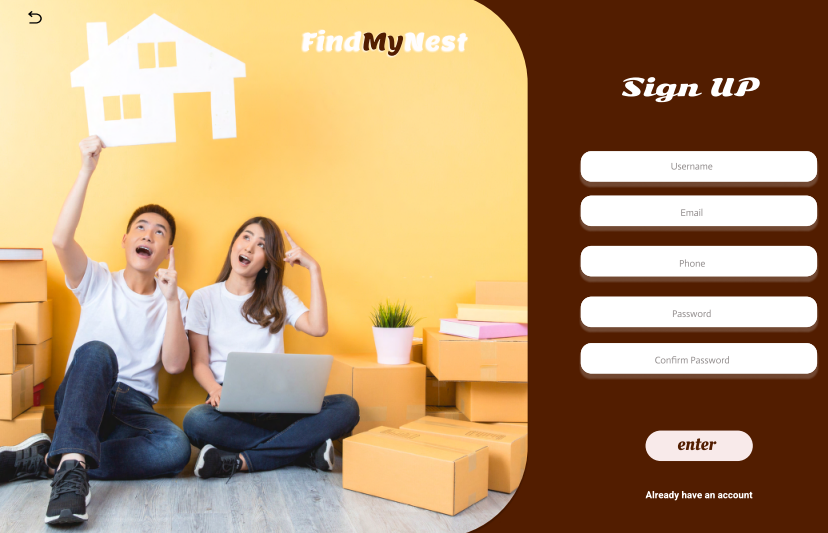 FindMyNest
Sign UP
Username
Email
Phone
Password
Confirm Password
enter
Already have an account